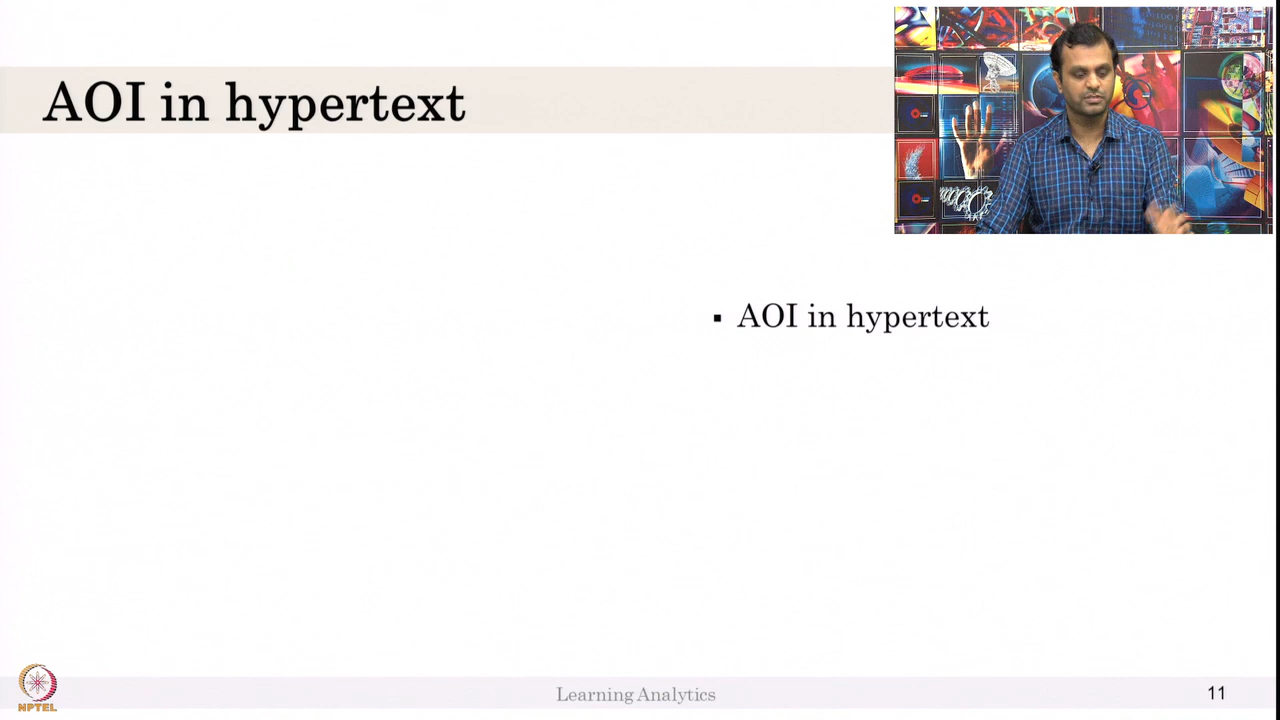 AOI in hypertext
▪ AOI in hypertext
NPTEL
Learning Analytics
11